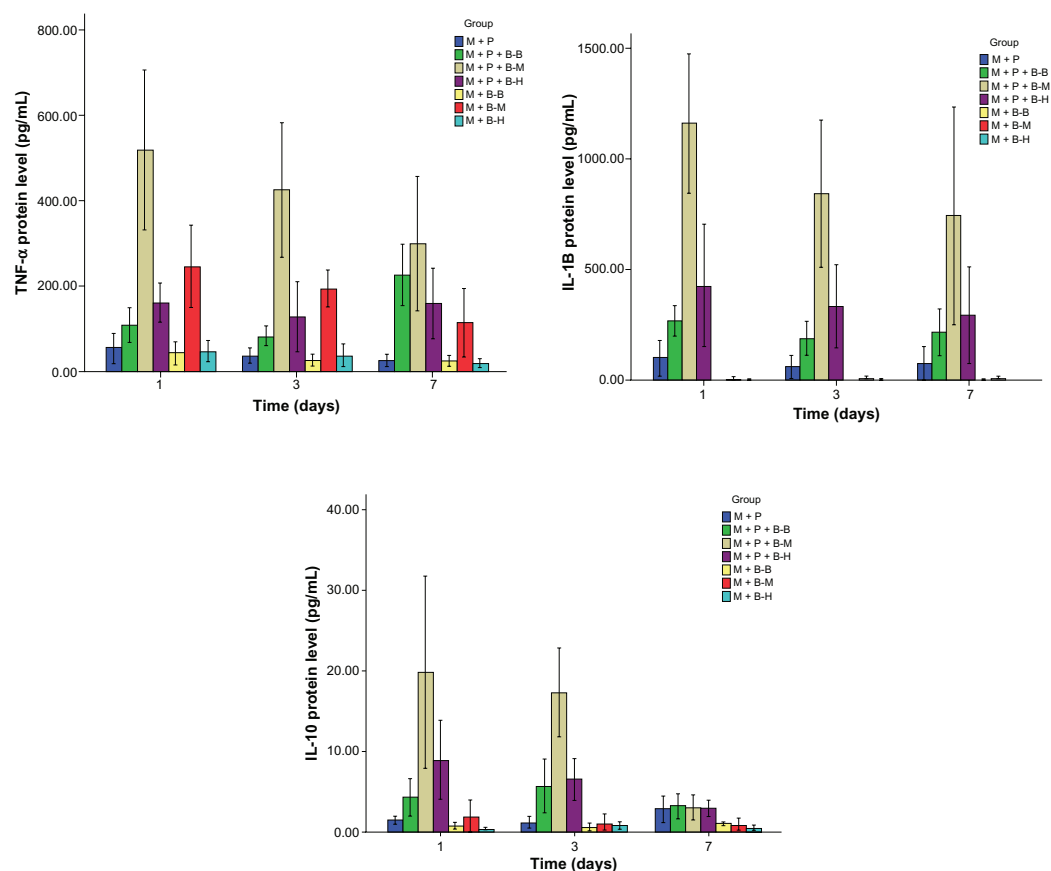 Group
M + P
M + P + B-B
M + P + B-M
M + P + B-H
M + B-B
M + B-M
M + B-H
800.00
600.00
400.00
200.00
0.00
TNF-α protein level (pg/mL)
1 3 7
Time (days)
Group
M + P
M + P + B-B
M + P + B-M
M + P + B-H
M + B-B
M + B-M
M + B-H
1500.00
1000.00
500.00
0.00
IL-1B protein level (pg/mL)
1 3 7
Time (days)
Group
M + P
M + P + B-B
M + P + B-M
M + P + B-H
M + B-B
M + B-M
M + B-H
40.00
30.00
20.00
10.00
0.00
IL-10 protein level (pg/mL)
1 3 7
Time (days)